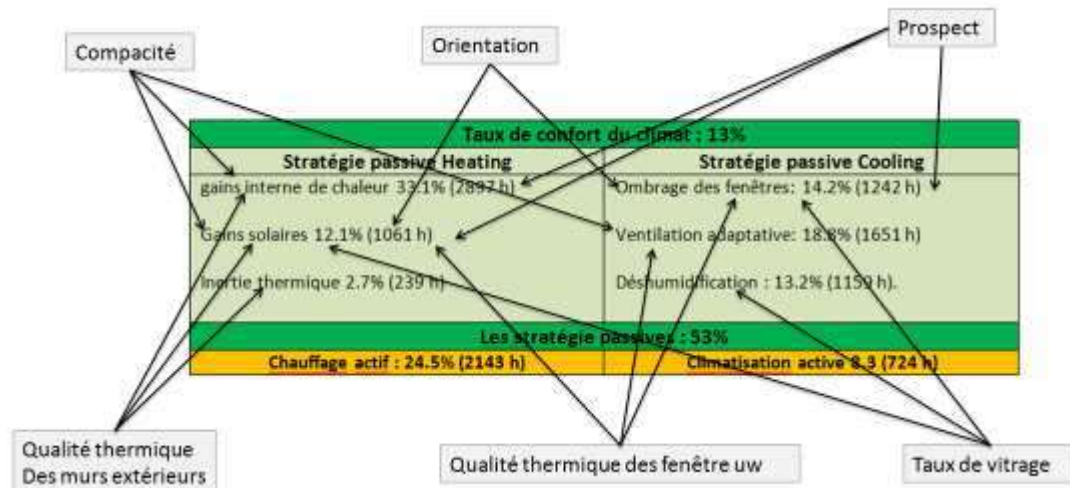 Compacité
Orientation
Prospect
Taux de confort du climat : 13%
Stratégie passive Heating
Stratégie passive Cooling
gains interne de chaleur 33.1% (2897 h)
Ombrage des fenêtres: 14.2% (1242 h)
Gains solaires 12.1% (1061 h)
Ventilation adaptative: 18.8% (1651 h)
Inertie thermique 2.7% (239 h)
Déshumidification : 13.2% (1159 h).
Les stratégie passives : 53%
Chauffage actif : 24.5% (2143 h)
Climatisation active 8.3 (724 h)
Qualité thermique
Des murs extérieurs
Qualité thermique des fenêtre uw
Taux de vitrage